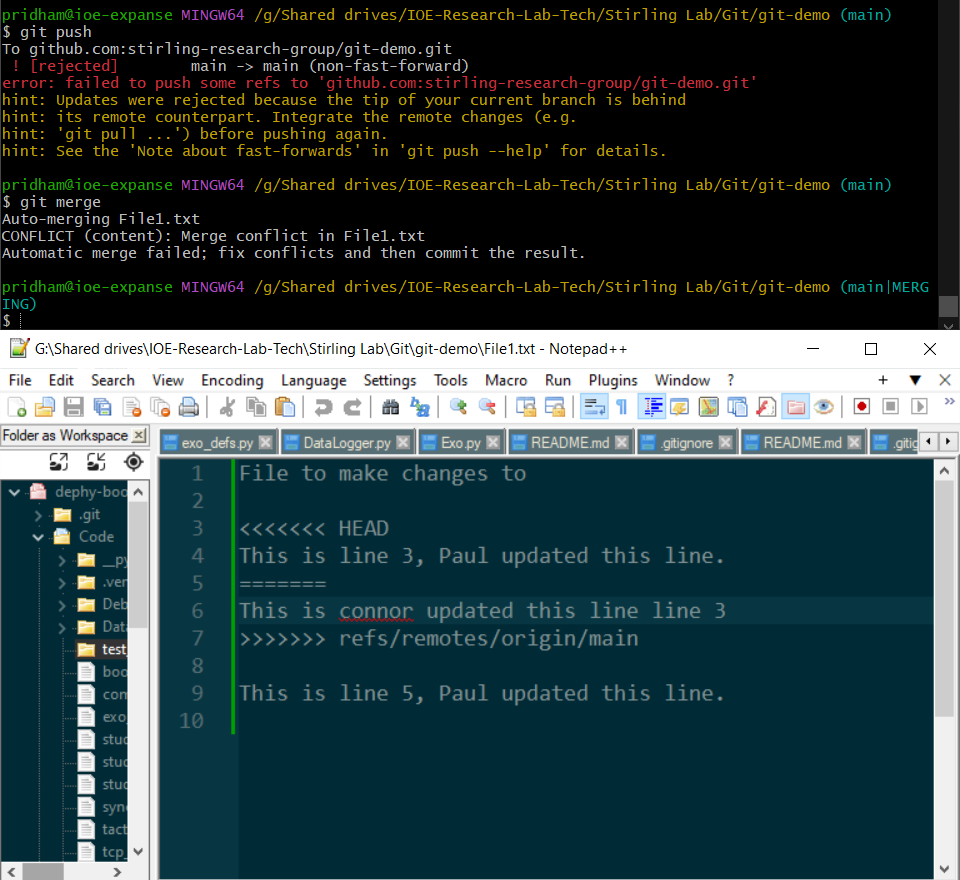 pridham@ioe-expanse MINGW64 /g/Shared drives/IOE-Research-Lab-Tech/Stirling Lab/Git/git-demo (main)
$ git push
To github.com:stirling-research-group/git-demo.git
 ! [rejected]        main -> main (non-fast-forward)
error: failed to push some refs to 'github.com:stirling-research-group/git-demo.git'
hint: Updates were rejected because the tip of your current branch is behind
hint: its remote counterpart. Integrate the remote changes (e.g.
hint: 'git pull ...') before pushing again.
hint: See the 'Note about fast-forwards' in 'git push --help' for details.
pridham@ioe-expanse MINGW64 /g/Shared drives/IOE-Research-Lab-Tech/Stirling Lab/Git/git-demo (main)
$ git merge
Auto-merging File1.txt
CONFLICT (content): Merge conflict in File1.txt
Automatic merge failed; fix conflicts and then commit the result.
pridham@ioe-expanse MINGW64 /g/Shared drives/IOE-Research-Lab-Tech/Stirling Lab/Git/git-demo (main|MERG
ING)
$
G:\Shared drives\IOE-Research-Lab-Tech\Stirling Lab\Git\git-demo\File1.txt - Notepad++
File Edit Search View Encoding Language Settings Tools Macro Run Plugins Window ?
Folder as Workspace
exo_defs.py DataLogger.py Exo.py README.md .gitignore README.md .gitig
dephy-boo
.git
Code
__py
.ver
Deb
Data
test_
boo
com
exo_
stud
stud
stud
sync
tact
tcp_
1 File to make changes to
2
3 <<<<<<< HEAD
4 This is line 3, Paul updated this line.
5 =======
6 This is connor updated this line line 3
7 >>>>>>> refs/remotes/origin/main
8
9 This is line 5, Paul updated this line.
10